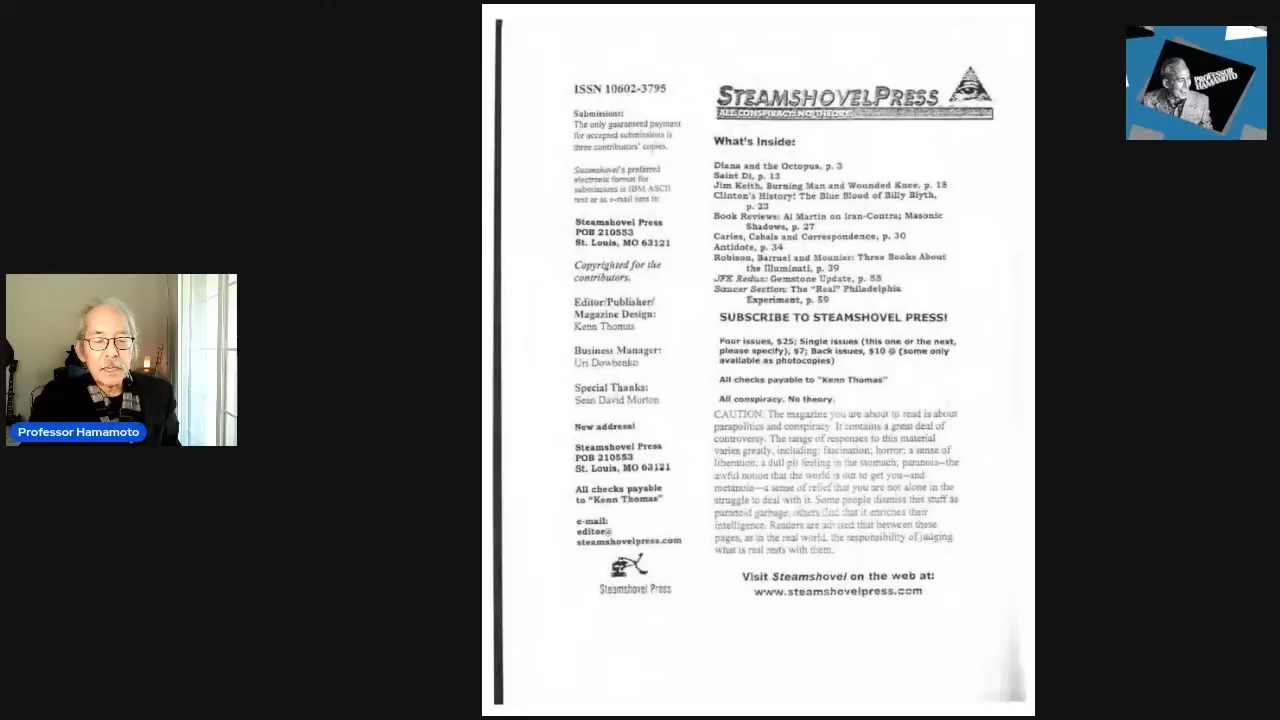 ISSN 10602-3795
Submissions:
The only guaranteed payment
for accepted submissions is
three contributors' copies.
Steamshovel's preferred
electronic format for
submissions is IBM ASCII
text or as e-mail sent to:
Steamshovel Press
POB 210553
St. Louis, MO 63121
Copyrighted for the
contributors.
Editor/Publisher/
Magazine Design:
Kenn Thomas
Business Manager:
Uri Dowbenko
Special Thanks:
Sean David Morton
New address!
Steamshovel Press
POB 210553
St. Louis, MO 63121
All checks payable
to "Kenn Thomas"
e-mail:
editor@
steamshovelpress.com
Steamshovel Press
STEAMSHOVELPRESS
ALL CONSPIRACY. NO THEORY.
What's Inside:
Diana and the Octopus, p. 3
Saint Di, p. 13
Jim Keith, Burning Man and Wounded Knee, p. 18
Clinton's History! The Blue Blood of Billy Blyth,
p. 23
Book Reviews: Al Martin on Iran-Contra; Masonic
Shadows, p. 27
Caries, Cabals and Correspondence, p. 30
Antidote, p. 34
Robison, Barruel and Mounier: Three Books About
the Illuminati, p. 39
JFK Redux: Gemstone Update, p. 55
Saucer Section: The "Real" Philadelphia
Experiment, p. 59
SUBSCRIBE TO STEAMSHOVEL PRESS!
Four issues, $25; Single issues (this one or the next,
please specify), $7; Back issues, $10 @ (some only
available as photocopies)
All checks payable to "Kenn Thomas"
All conspiracy. No theory.
CAUTION: The magazine you are about to read is about
parapolitics and conspiracy. It contains a great deal of
controversy. The range of responses to this material
varies greatly, including: fascination; horror; a sense of
liberation; a dull pit feeling in the stomach; paranoia--the
awful notion that the world is out to get you--and
metanoia—a sense of relief that you are not alone in the
struggle to deal with it. Some people dismiss this stuff as
paranoid garbage; others find that it enriches their
intelligence. Readers are advised that between these
pages, as in the real world, the responsibility of judging
what is real rests with them.
Visit Steamshovel on the web at:
www.steamshovelpress.com
Professor Hamamoto
PROFESSOR
HAMAMOTO